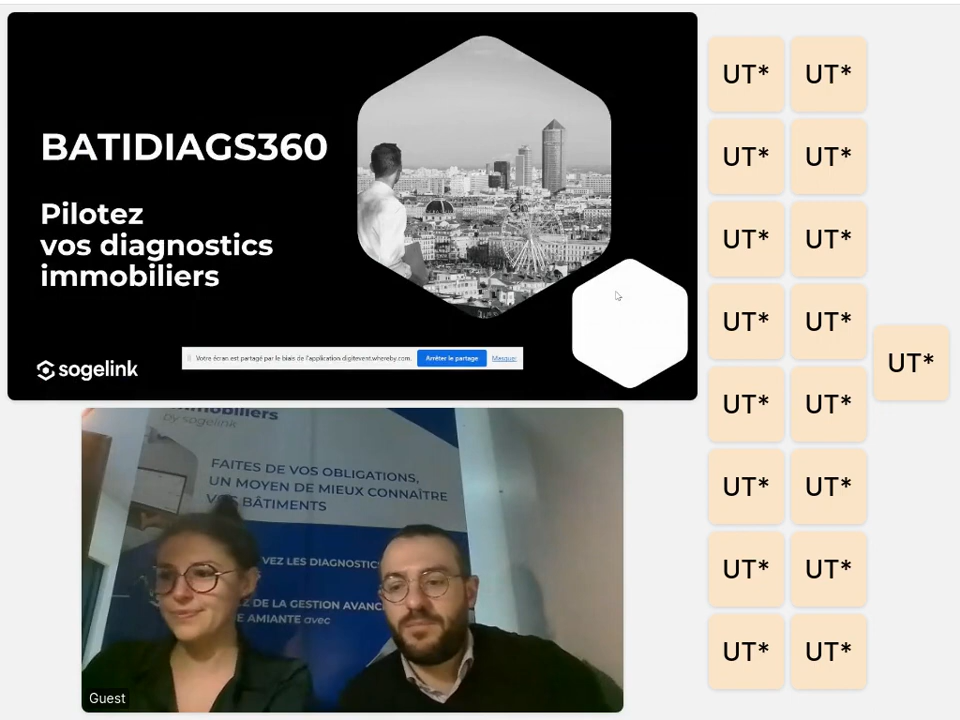 BATIDIAGS360
Pilotez
vos diagnostics
immobiliers
sogelink
Votre écran est partagé par le biais de l'application digitevent.whereby.com.
Arrêter le partage
Masquer
immobiliers
by sogelink
FAITES DE VOS OBLIGATIONS,
UN MOYEN DE MIEUX CONNAÎTRE
VOS BÂTIMENTS
VEZ LES DIAGNOSTIC
Z DE LA GESTION AVANC
E AMIANTE avec
Guest
UT* UT*
UT* UT*
UT* UT*
UT* UT*
UT*
UT* UT*
UT* UT*
UT* UT*
UT* UT*